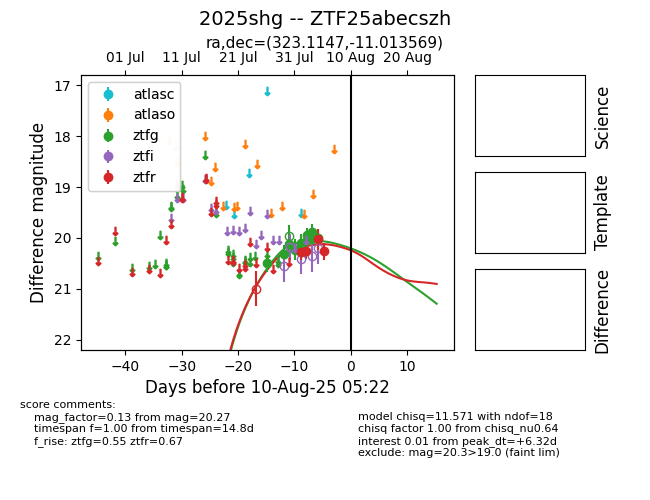 2025shg -- ZTF25abecszh
ra,dec=(323.1147,-11.013569)
01 Jul 11 Jul 21 Jul 31 Jul 10 Aug 20 Aug
17
18
19
20
21
22
Difference magnitude
atlasc
atlaso
ztfg
ztfi
ztfr
−40 −30 −20 −10 0 10
Days before 10-Aug-25 05:22
Science
Template
Difference
score comments:
mag_factor=0.13 from mag=20.27
timespan f=1.00 from timespan=14.8d
f_rise: ztfg=0.55 ztfr=0.67
model chisq=11.571 with ndof=18
chisq factor 1.00 from chisq_nu0.64
interest 0.01 from peak_dt=+6.32d
exclude: mag=20.3>19.0 (faint lim)